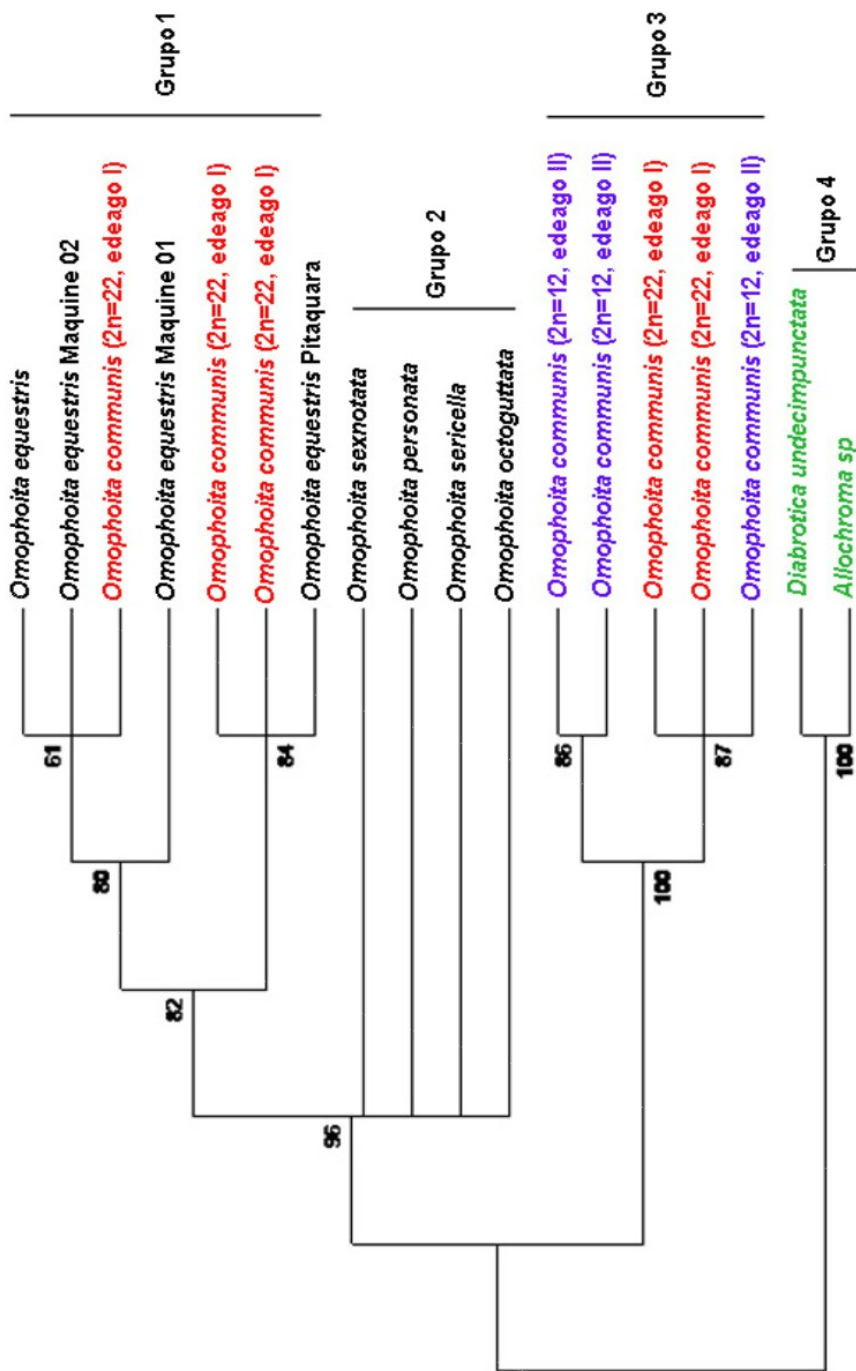 Omophoita equestris
Omophoita equestris Maquine 02
Omophoita communis (2n=22, edeago I)
Omophoita equestris Maquine 01
Omophoita communis (2n=22, edeago I)
Omophoita communis (2n=22, edeago I)
Omophoita equestris Pitaquara
Grupo 1
Omophoita sexnotata
Omophoita personata
Omophoita sericella
Omophoita octoguttata
Grupo 2
Omophoita communis (2n=12, edeago II)
Omophoita communis (2n=12, edeago II)
Omophoita communis (2n=22, edeago I)
Omophoita communis (2n=22, edeago I)
Omophoita communis (2n=12, edeago II)
Grupo 3
Diabrotica undecimpunctata
Allochroma sp
Grupo 4
61
80
82
84
96
86
87
100
100